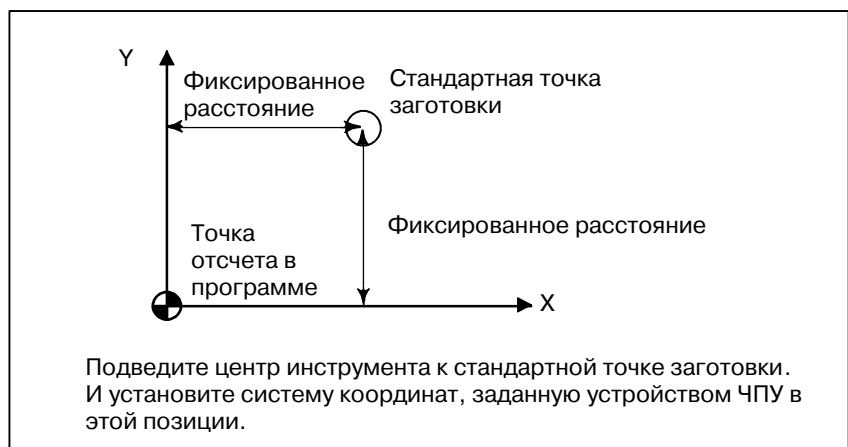 Y
Фиксированное
расстояние
Стандартная точка
заготовки
Фиксированное расстояние
Точка
отсчета в
программе
X
Подведите центр инструмента к стандартной точке заготовки.
И установите систему координат, заданную устройством ЧПУ в
этой позиции.